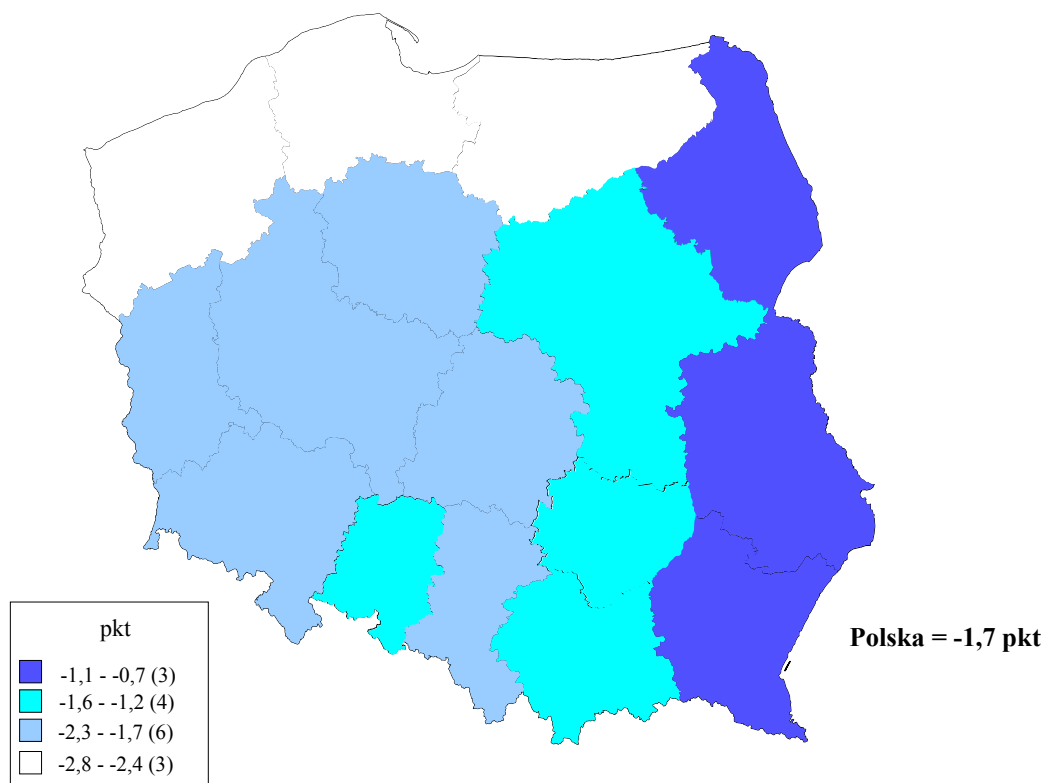 Polska = -1,7 pkt
pkt
-1,1 - -0,7 (3)
-1,6 - -1,2 (4)
-2,3 - -1,7 (6)
-2,8 - -2,4 (3)